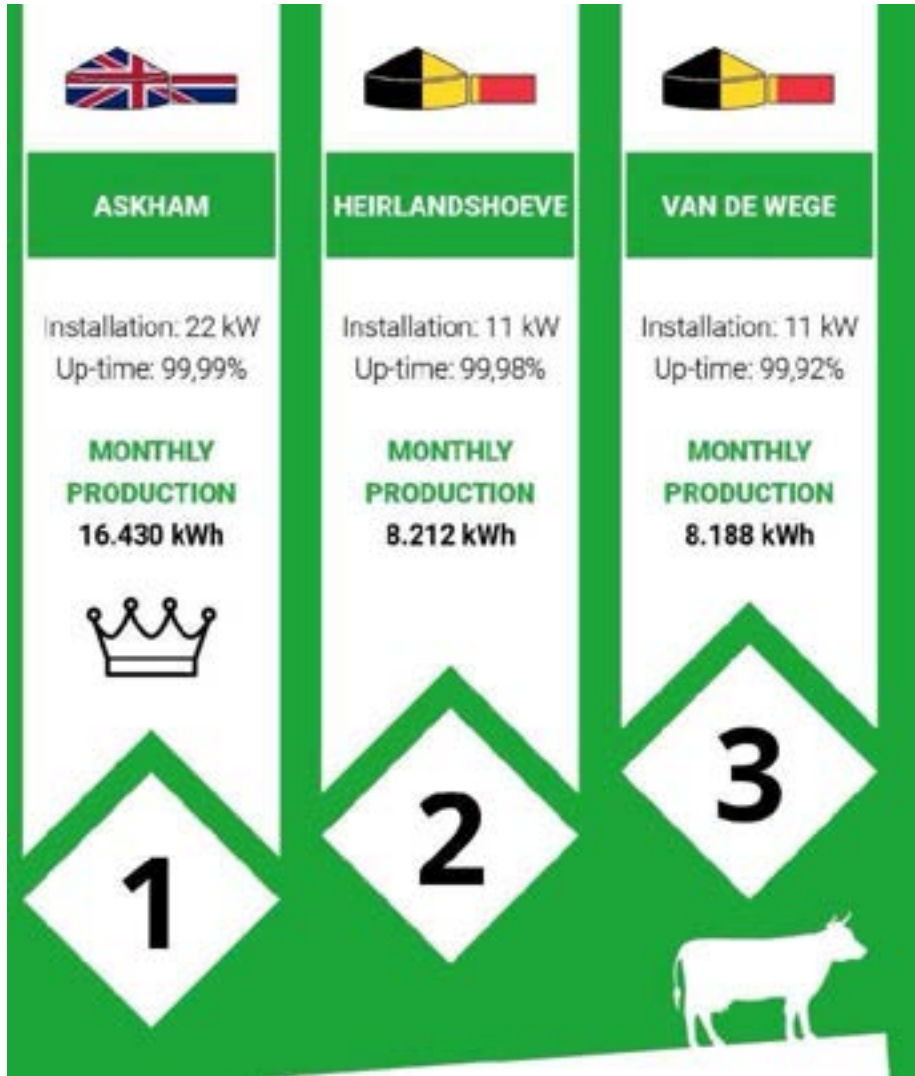 ASKHAM
Installation: 22 kW
Up-time: 99,99%
MONTHLY
PRODUCTION
16.430 kWh
1
HEIRLANDSHOEVE
Installation: 11 kW
Up-time: 99,98%
MONTHLY
PRODUCTION
8.212 kWh
2
VAN DE WEGE
Installation: 11 kW
Up-time: 99,92%
MONTHLY
PRODUCTION
8.188 kWh
3